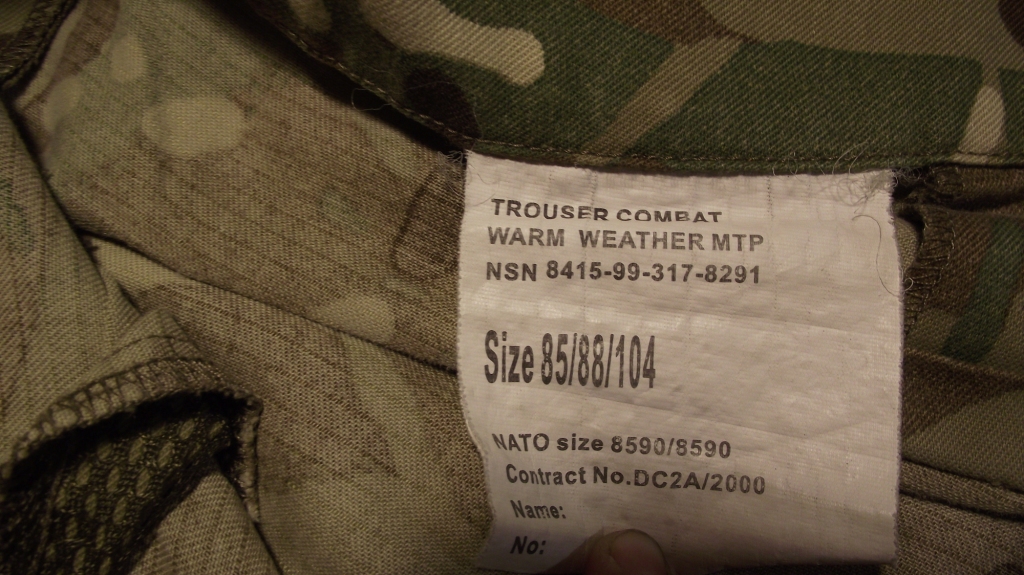 TROUSER COMBAT
WARM WEATHER MTP
NSN 8415-99-317-8291
Size 85/88/104
NATO size 8590/8590
Contract No.DC2A/2000
Name:
No: